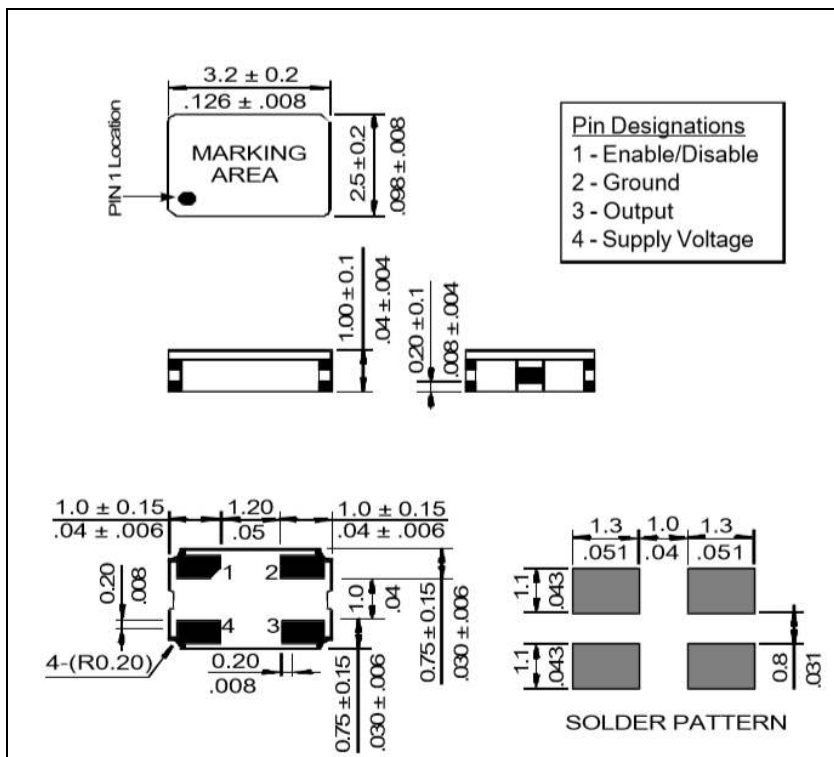 3.2 ± 0.2
.126 ± .008
PIN 1 Location
MARKING
AREA
2.5 ± 0.2
.098 ± .008
Pin Designations
1 - Enable/Disable
2 - Ground
3 - Output
4 - Supply Voltage
1.00 ± 0.1
.04 ± .004
0.20 ± 0.1
.008 ± .004
1.0 ± 0.15
.04 ± .006
1.20
.05
1.0 ± 0.15
.04 ± .006
0.20
.008
1
2
4
3
1.0
.04
0.75 ± 0.15
.030 ± .006
4-(R0.20)
0.20
.008
0.75 ± 0.15
.030 ± .006
1.3
.051
1.0
.04
1.3
.051
1.1
.043
1.1
.043
0.8
.031
SOLDER PATTERN